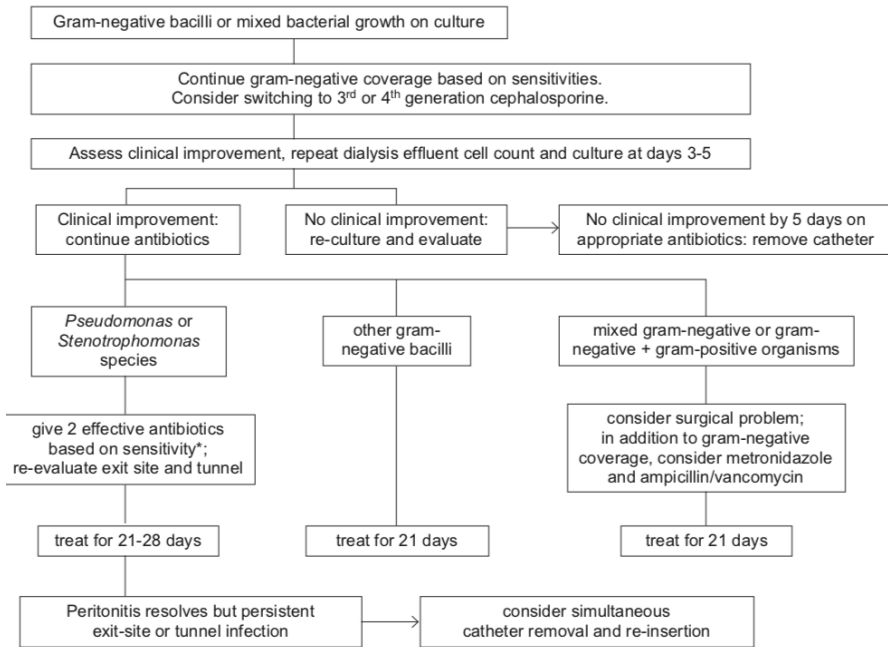 Gram-negative bacilli or mixed bacterial growth on culture
Continue gram-negative coverage based on sensitivities.
Consider switching to 3rd or 4th generation cephalosporine.
Assess clinical improvement, repeat dialysis effluent cell count and culture at days 3-5
Clinical improvement:
continue antibiotics
No clinical improvement:
re-culture and evaluate
No clinical improvement by 5 days on
appropriate antibiotics: remove catheter
Pseudomonas or
Stenotrophomonas
species
other gram-
negative bacilli
mixed gram-negative or gram-
negative + gram-positive organisms
give 2 effective antibiotics
based on sensitivity*;
re-evaluate exit site and tunnel
consider surgical problem;
in addition to gram-negative
coverage, consider metronidazole
and ampicillin/vancomycin
treat for 21-28 days
treat for 21 days
treat for 21 days
Peritonitis resolves but persistent
exit-site or tunnel infection
consider simultaneous
catheter removal and re-insertion